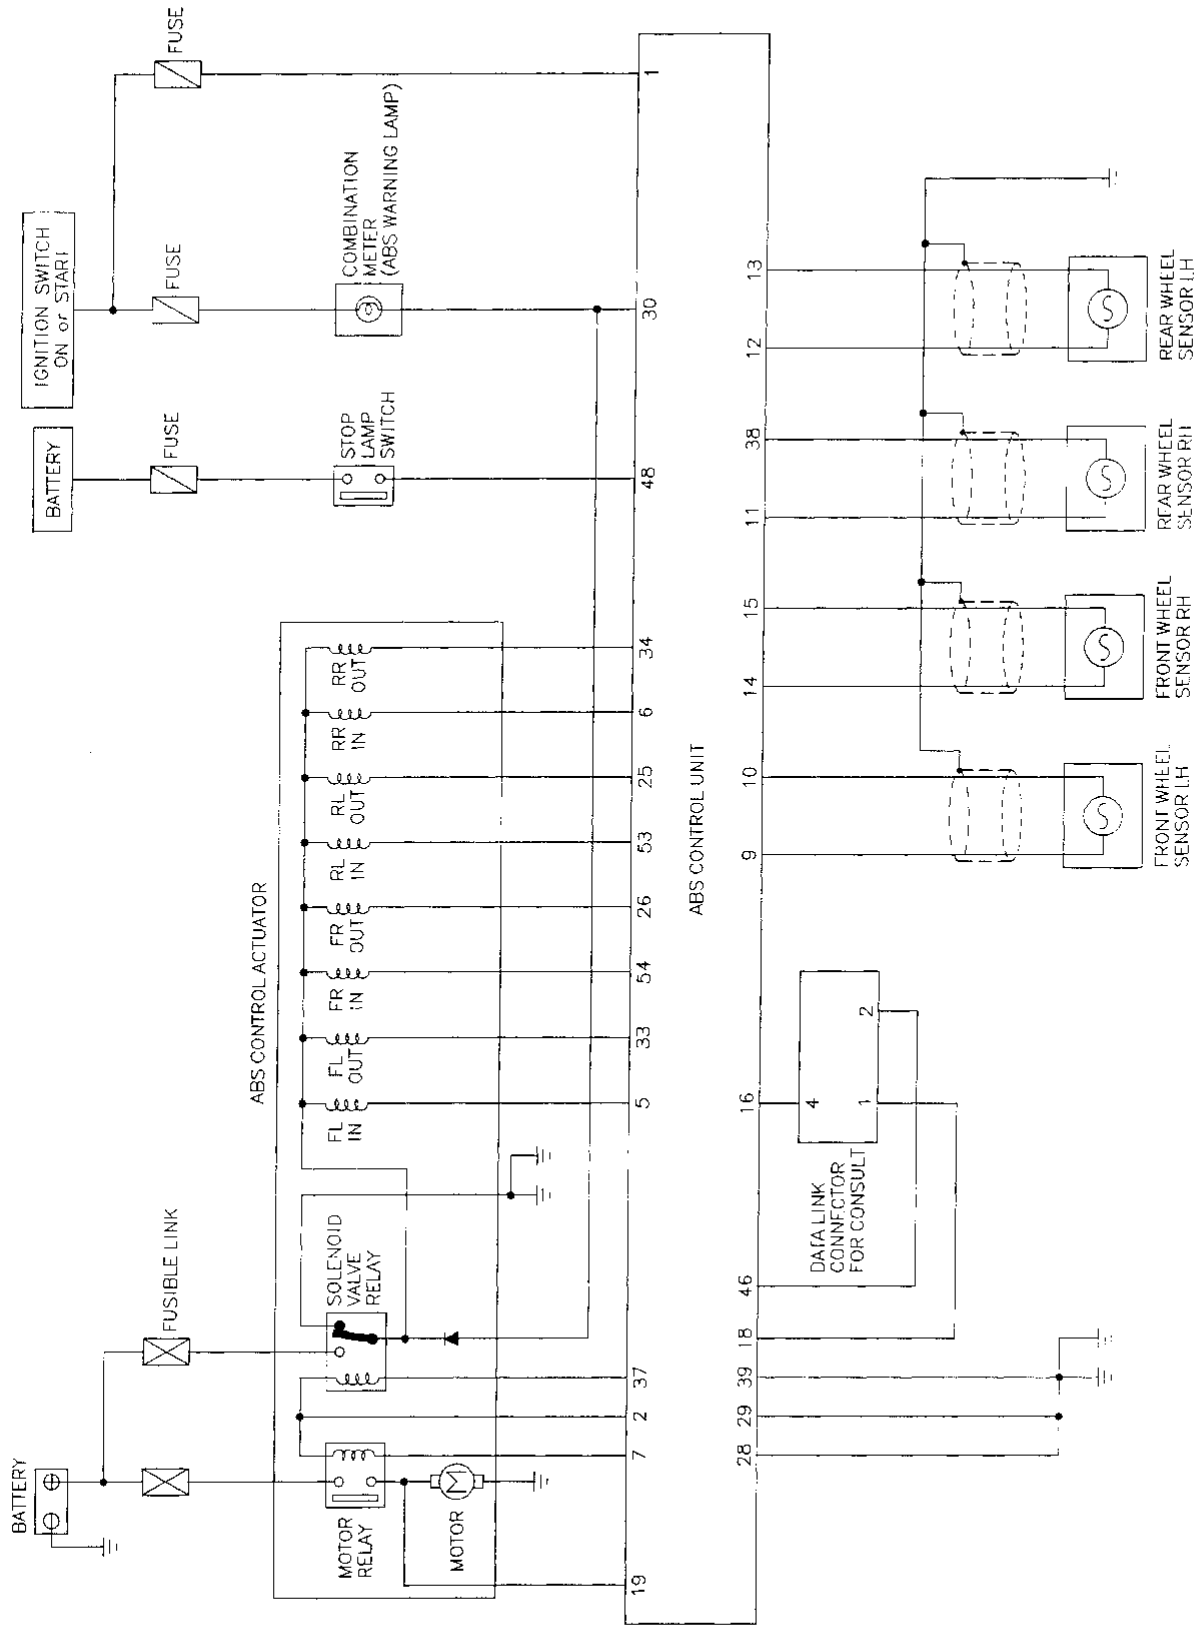 BATTERY
FUSIBLE LINK
BATTERY
IGNITION SWITCH
ON or START
FUSE
FUSE
FUSE
ABS CONTROL ACTUATOR
MOTOR
RELAY
SOLENOID
VALVE
RELAY
FL
IN
FL
OUT
FR
IN
FR
OUT
RL
IN
RL
OUT
RR
IN
RR
OUT
STOP
LAMP
SWITCH
COMBINATION
METER
(ABS WARNING LAMP)
MOTOR
M
19
7
2
37
5
33
54
26
53
25
6
34
48
30
1
ABS CONTROL UNIT
28
29
39
18
46
16
9
10
14
15
11
38
12
13
4
1
2
DATA LINK
CONNECTOR
FOR CONSULT
FRONT WHEEL
SENSOR LH
FRONT WHEEL
SENSOR RH
REAR WHEEL
SENSOR RH
REAR WHEEL
SENSOR LH